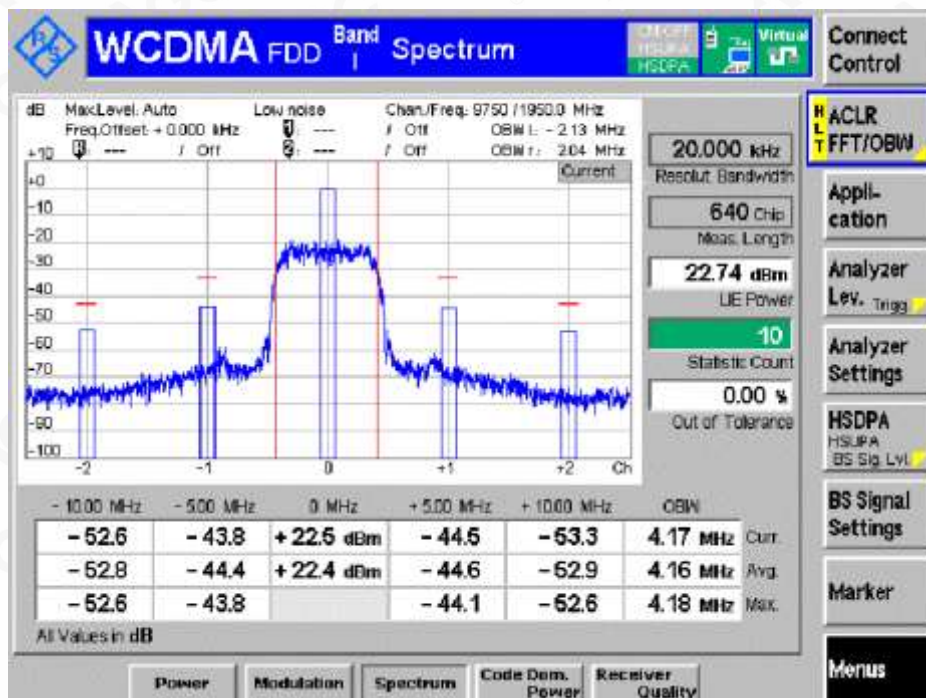 R S
WCDMA FDD Band I Spectrum
HSUPA
HSDPA
Virtual
Connect Control
dB Max.Level: Auto Low noise Chan./Freq.: 9750 / 1950.0 MHz
Freq.Offset: + 0.000 kHz 1: --- / Off OBW l: - 2.13 MHz
R --- / Off 2: --- / Off OBW r: 2.04 MHz
Current
+10
+0
-10
-20
-30
-40
-50
-60
-70
-90
-100
-2 -1 0 +1 +2 Ch
20.000 kHz
Resolut. Bandwidth
640 Chip
Meas. Length
22.74 dBm
UE Power
10
Statistic Count
0.00 %
Out of Tolerance
- 10.00 MHz - 5.00 MHz 0 MHz + 5.00 MHz + 10.00 MHz OBW
- 52.6 - 43.8 + 22.5 dBm - 44.5 - 53.3 4.17 MHz Curr.
- 52.8 - 44.4 + 22.4 dBm - 44.6 - 52.9 4.16 MHz Avg.
- 52.6 - 43.8 - 44.1 - 52.6 4.18 MHz Max.
All Values in dB
HLT
ACLR
FFT/OBW
Appli-
cation
Analyzer
Lev. Trigg.
Analyzer
Settings
HSDPA
HSUPA
BS Sig. Lvl.
BS Signal
Settings
Marker
Menus
Power Modulation Spectrum Code Dom. Power Receiver Quality